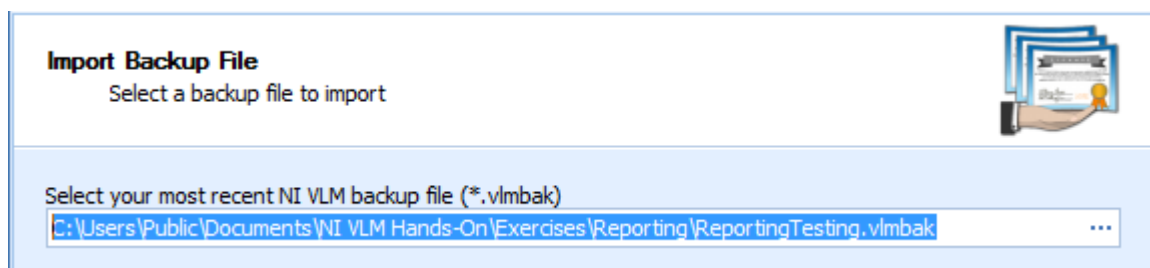 Import Backup File
Select a backup file to import
Select your most recent NI VLM backup file (*.vlmbak)
C:\Users\Public\Documents\NI VLM Hands-On\Exercises\Reporting\ReportingTesting.vlmbak ...